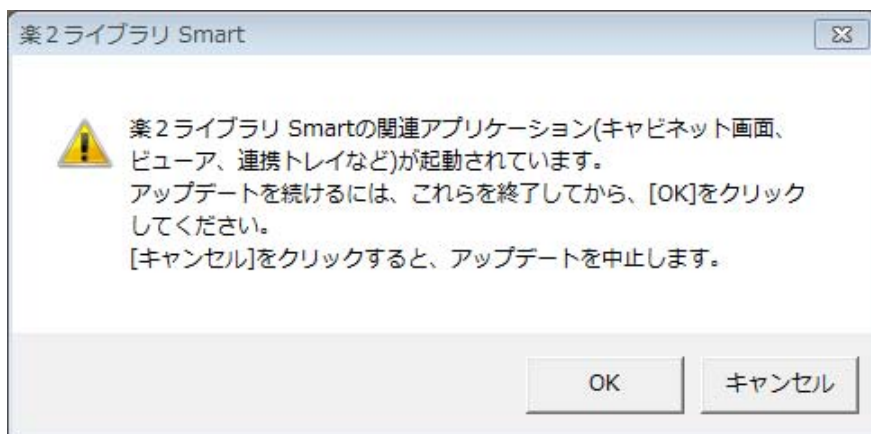 楽2ライブラリ Smart
楽２ライブラリ Smartの関連アプリケーション(キャビネット画面、
ビューア、連携トレイなど)が起動されています。
アップデートを続けるには、これらを終了してから、[OK]をクリック
してください。
[キャンセル]をクリックすると、アップデートを中止します。
OK
キャンセル